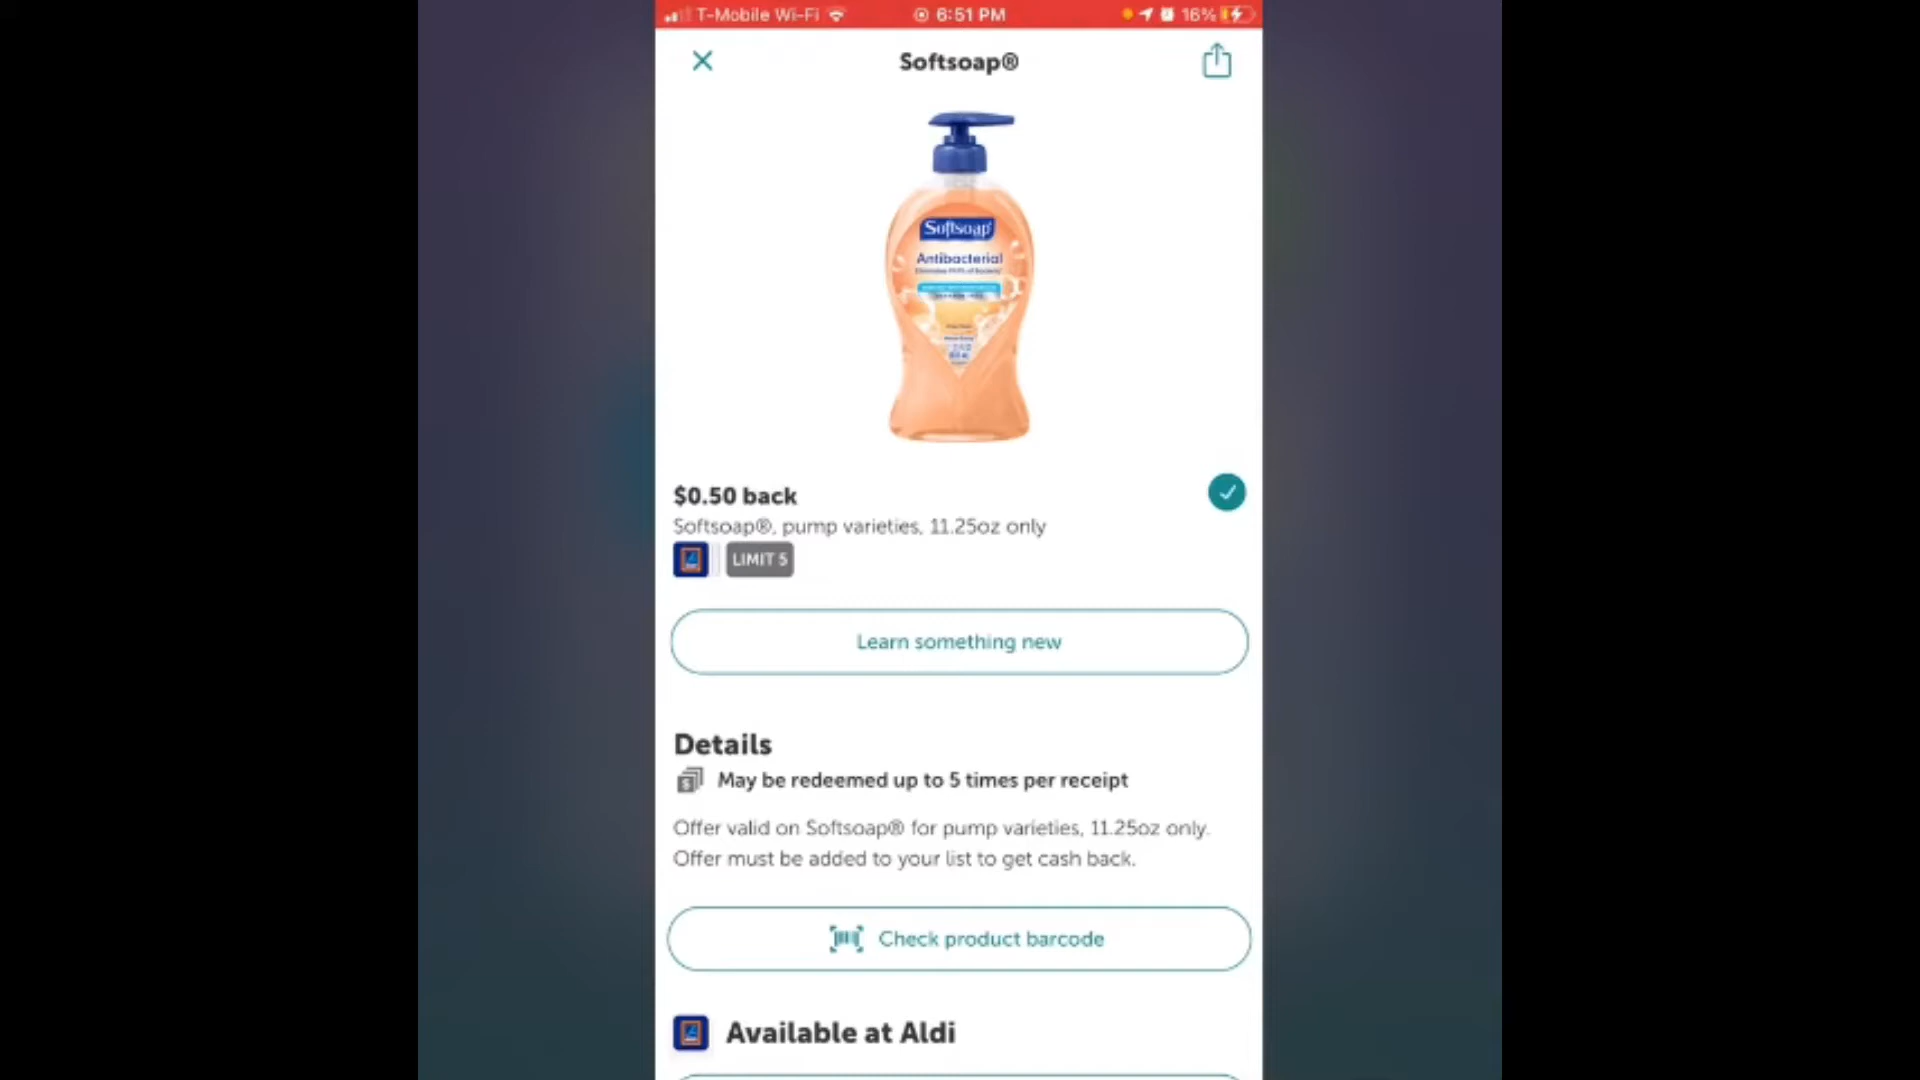 T-Mobile Wi-Fi 6:51 PM 16%
Softsoap®
Softsoap
Antibacterial
$0.50 back
Softsoap®, pump varieties, 11.25oz only
LIMIT 5
Learn something new
Details
May be redeemed up to 5 times per receipt
Offer valid on Softsoap® for pump varieties, 11.25oz only.
Offer must be added to your list to get cash back.
Check product barcode
Available at Aldi